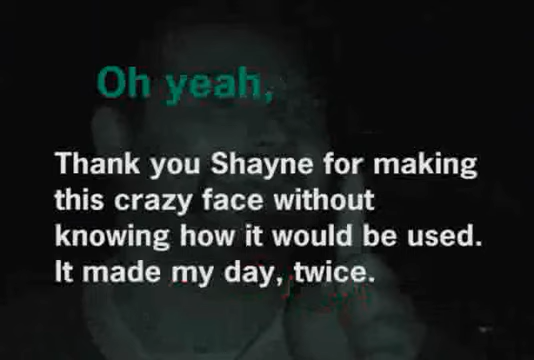 Oh yeah,
Thank you Shayne for making
this crazy face without
knowing how it would be used.
It made my day, twice.